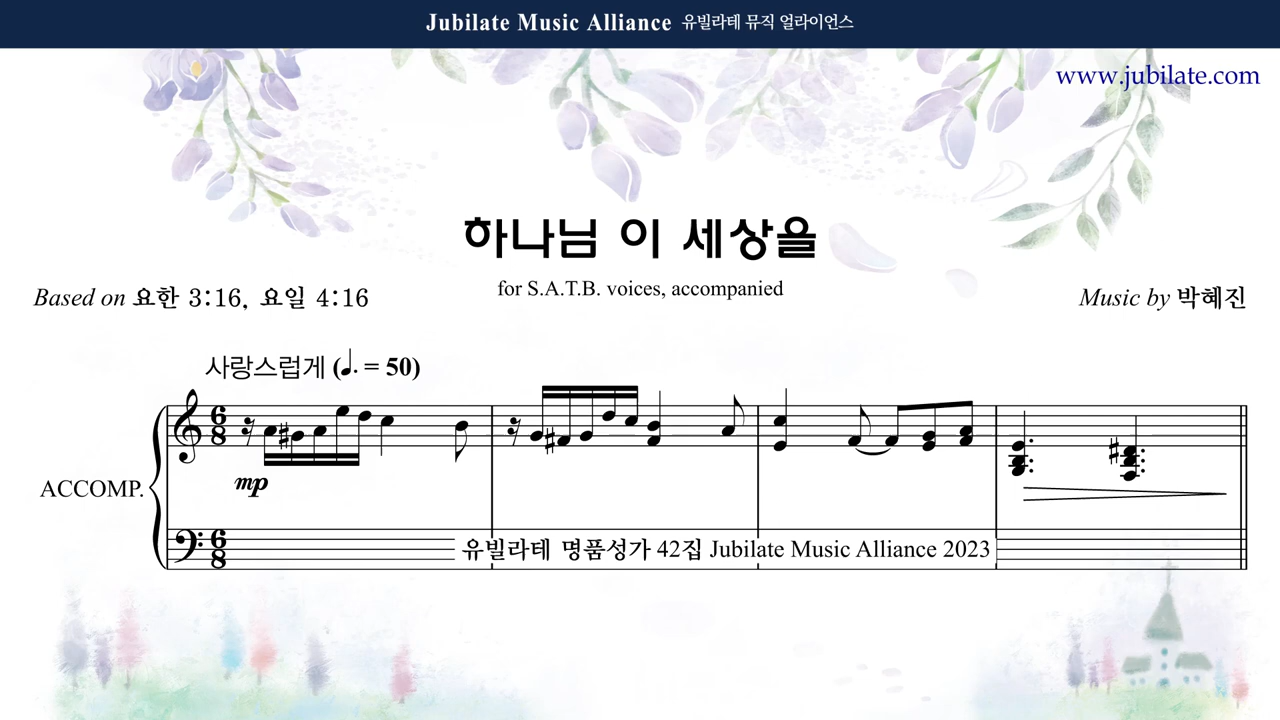 Jubilate Music Alliance 유빌라테 뮤직 얼라이언스
www.jubilate.com
하나님 이 세상을
for S.A.T.B. voices, accompanied
Based on 요한 3:16, 요일 4:16
Music by 박혜진
사랑스럽게 (♩. = 50)
6
8
mp
ACCOMP.
6
8
유빌라테 명품성가 42집 Jubilate Music Alliance 2023